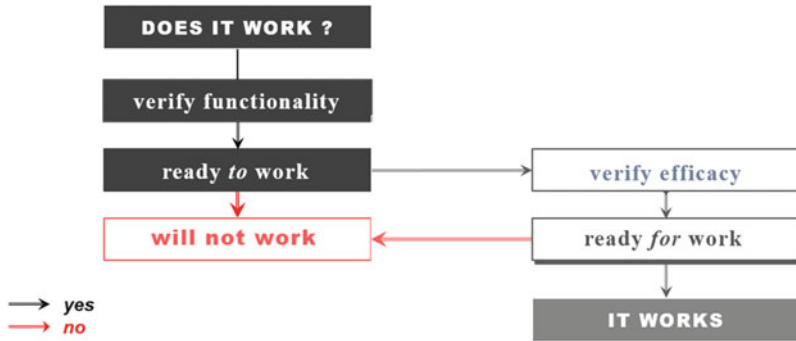 DOES IT WORK ?
verify functionality
ready to work
verify efficacy
will not work
ready for work
yes
no
IT WORKS